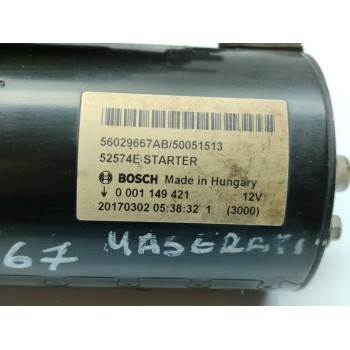 56029667AB/50051513
52574E STARTER
BOSCH Made in Hungary
↓ 0 001 149 421 12V
20170302 05:38:32 1 (3000)
67 MASERATI